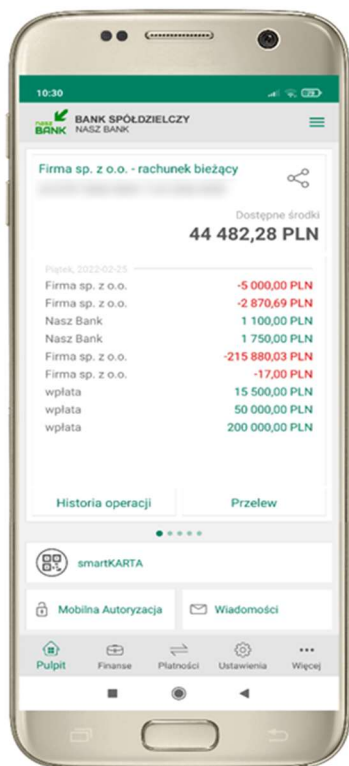 10:30
nasz BANK
BANK SPÓŁDZIELCZY
NASZ BANK
Firma sp. z o.o. - rachunek bieżący
Dostępne środki
44 482,28 PLN
Piątek, 2022-02-25
Firma sp. z o.o. -5 000,00 PLN
Firma sp. z o.o. -2 870,69 PLN
Nasz Bank 1 100,00 PLN
Nasz Bank 1 750,00 PLN
Firma sp. z o.o. -215 880,03 PLN
Firma sp. z o.o. -17,00 PLN
wpłata 15 500,00 PLN
wpłata 50 000,00 PLN
wpłata 200 000,00 PLN
Historia operacji Przelew
smartKARTA
Mobilna Autoryzacja Wiadomości
Pulpit Finanse Płatności Ustawienia Więcej